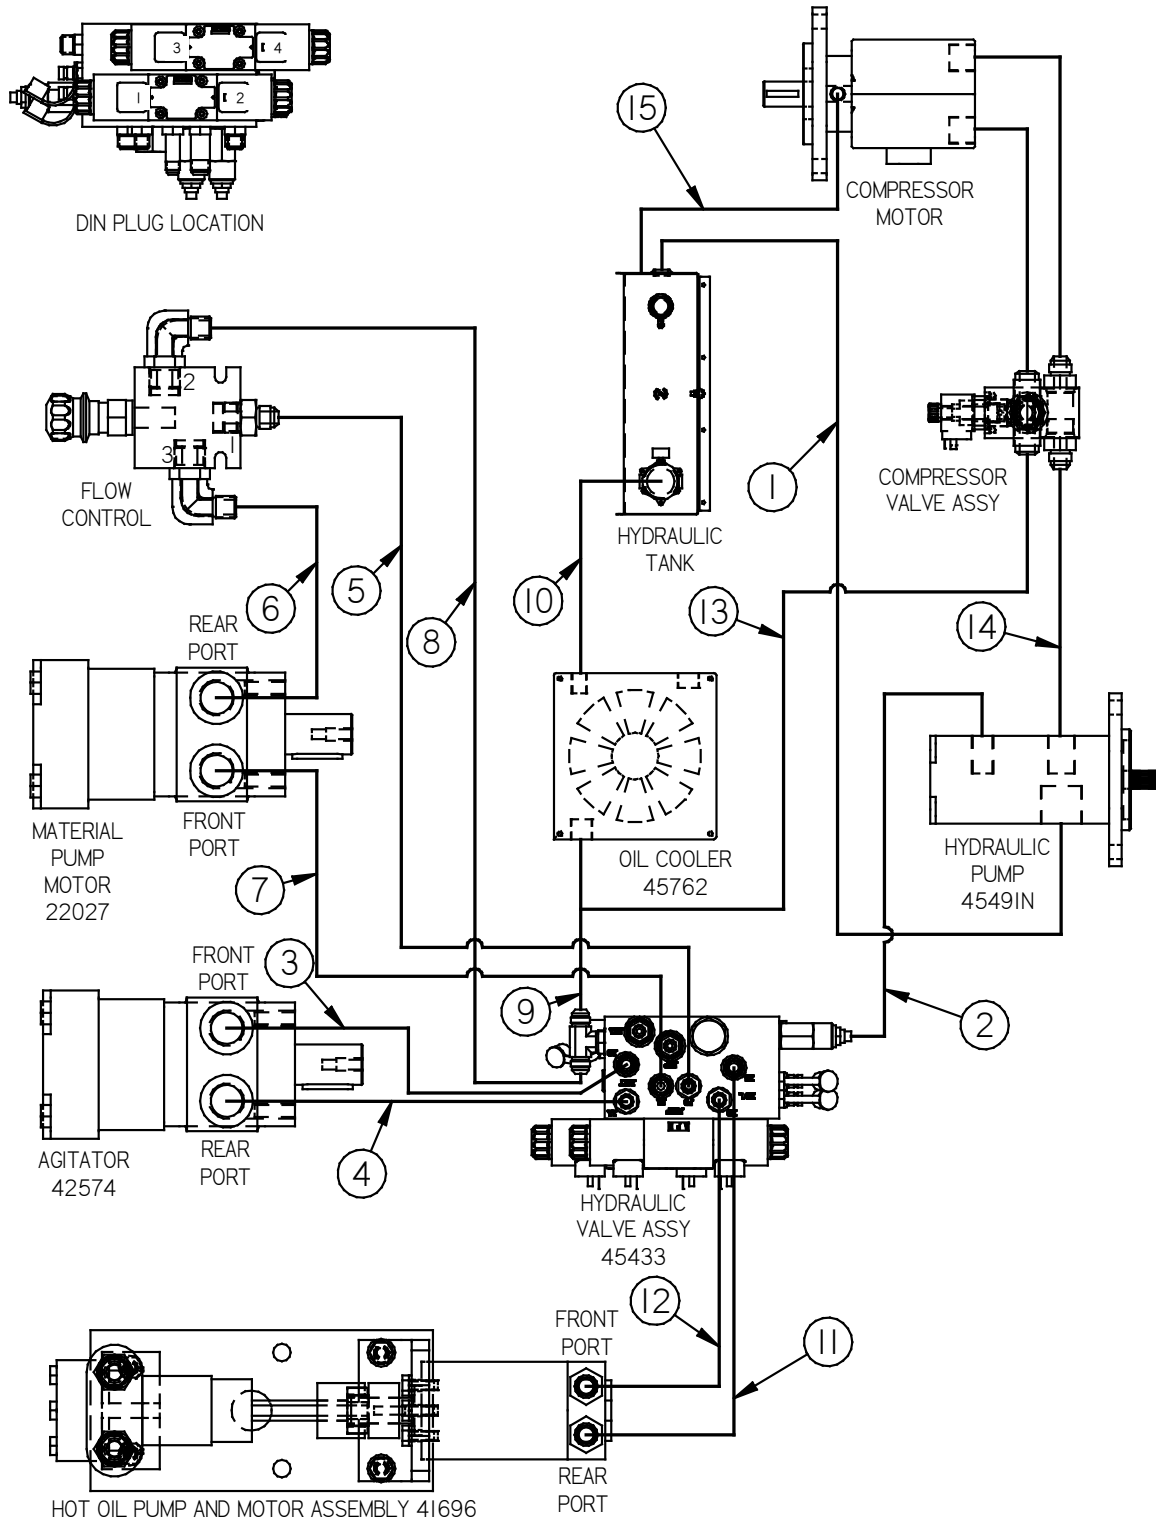 3
4
1
2
DIN PLUG LOCATION
15
COMPRESSOR
MOTOR
2
1
3
FLOW
CONTROL
2
HYDRAULIC
TANK
1
COMPRESSOR
VALVE ASSY
6
5
8
10
13
14
REAR
PORT
FRONT
PORT
MATERIAL
PUMP
MOTOR
22027
7
OIL COOLER
45762
HYDRAULIC
PUMP
45491N
FRONT
PORT
3
9
2
REAR
PORT
4
AGITATOR
42574
HYDRAULIC
VALVE ASSY
45433
12
11
FRONT
PORT
REAR
PORT
HOT OIL PUMP AND MOTOR ASSEMBLY 41696